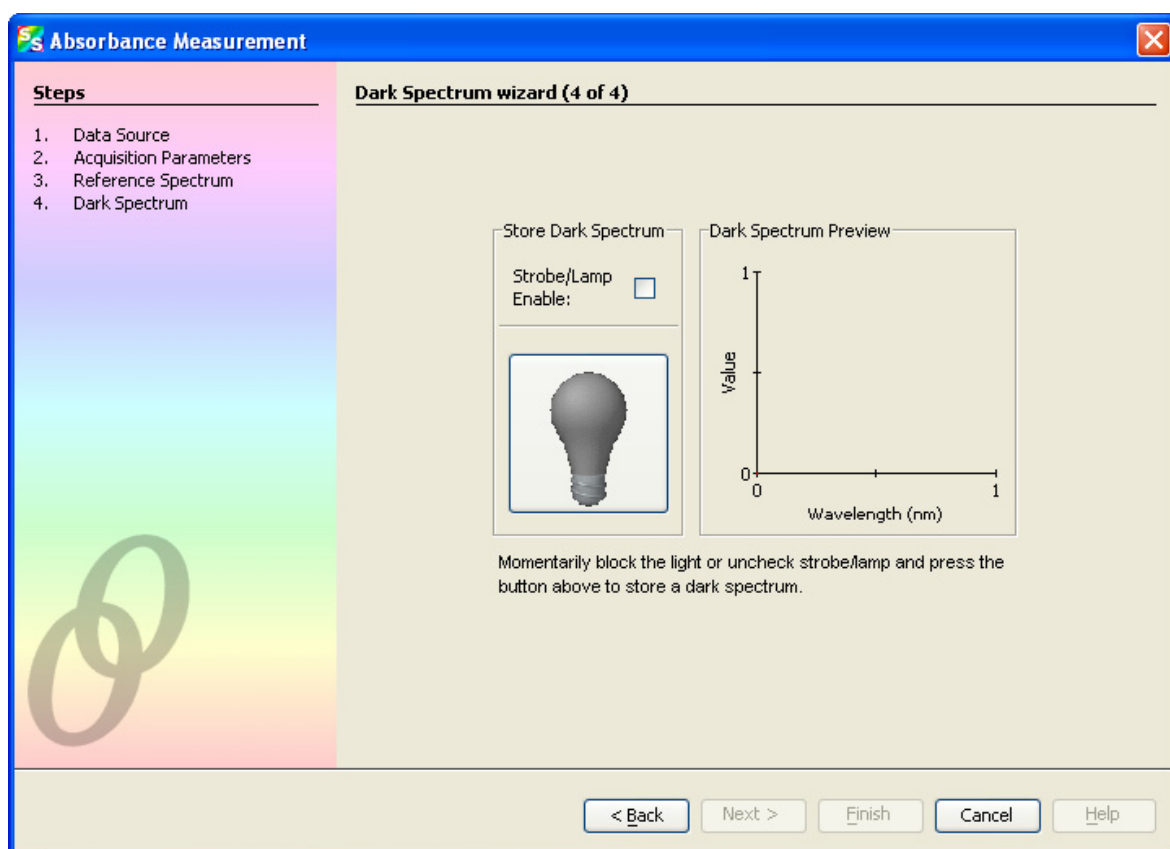 Absorbance Measurement
Steps
1. Data Source
2. Acquisition Parameters
3. Reference Spectrum
4. Dark Spectrum
Dark Spectrum wizard (4 of 4)
Store Dark Spectrum
Strobe/Lamp
Enable:
Dark Spectrum Preview
1
Value
0
0
1
Wavelength (nm)
Momentarily block the light or uncheck strobe/lamp and press the
button above to store a dark spectrum.
< Back
Next >
Finish
Cancel
Help